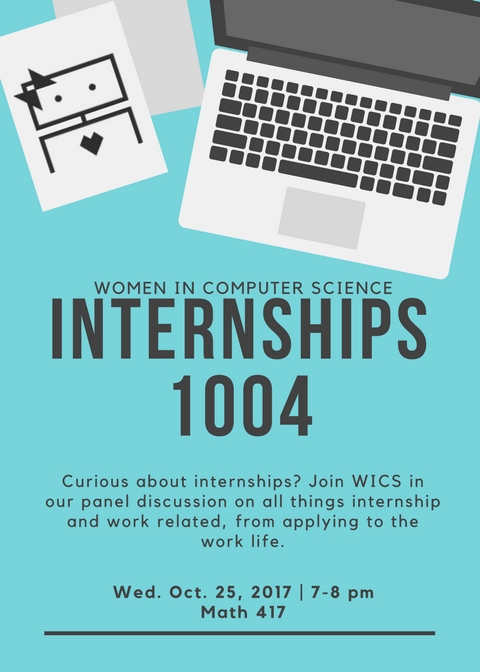 WOMEN IN COMPUTER SCIENCE
INTERNSHIPS
1004
Curious about internships? Join WICS in
our panel discussion on all things internship
and work related, from applying to the
work life.
Wed. Oct. 25, 2017 | 7-8 pm
Math 417